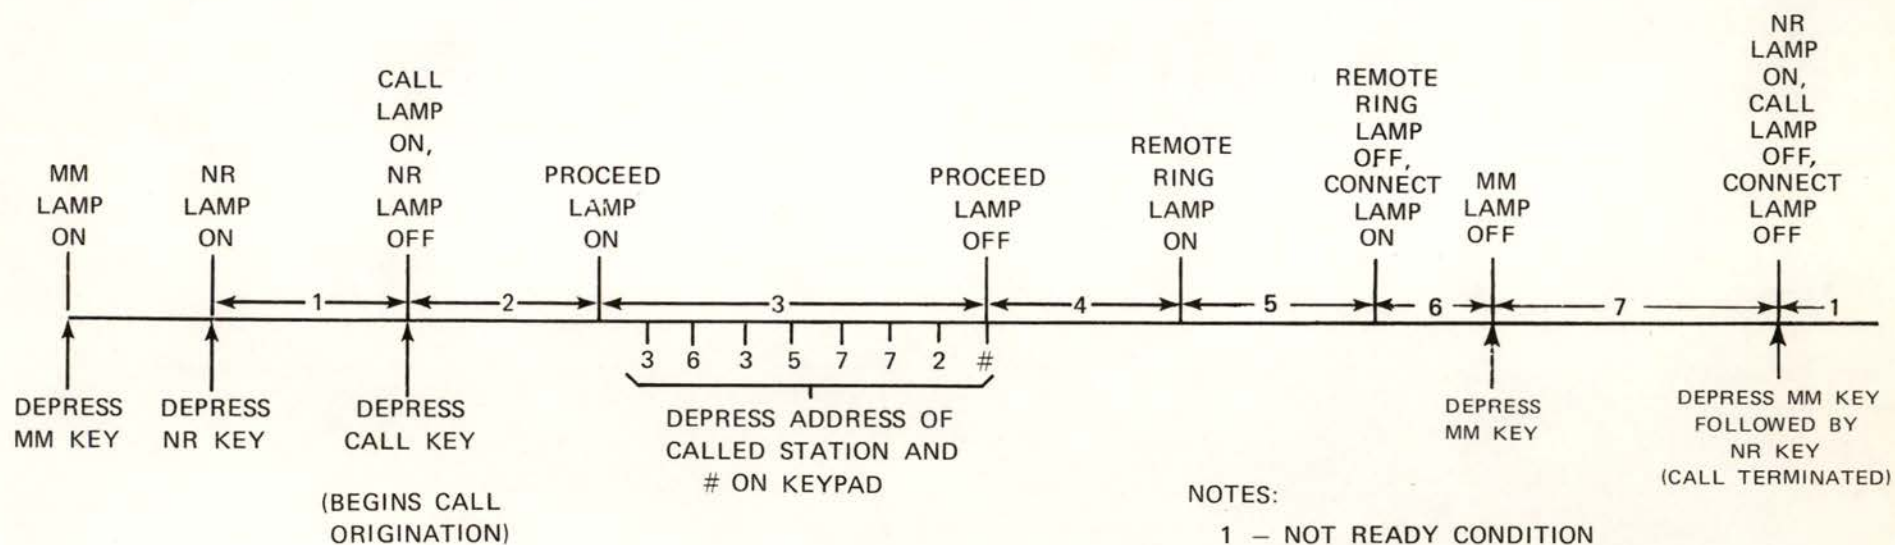 MM
LAMP
ON
NR
LAMP
ON
CALL
LAMP
ON,
NR
LAMP
OFF
PROCEED
LAMP
ON
PROCEED
LAMP
OFF
REMOTE
RING
LAMP
ON
REMOTE
RING
LAMP
OFF,
CONNECT
LAMP
ON
MM
LAMP
OFF
NR
LAMP
ON,
CALL
LAMP
OFF,
CONNECT
LAMP
OFF
1 2 3 4 5 6 7 1
3 6 3 5 7 7 2 #
DEPRESS
MM KEY
DEPRESS
NR KEY
DEPRESS
CALL KEY
(BEGINS CALL
ORIGINATION)
DEPRESS ADDRESS OF
CALLED STATION AND
# ON KEYPAD
DEPRESS
MM KEY
DEPRESS MM KEY
FOLLOWED BY
NR KEY
(CALL TERMINATED)
NOTES:
1 – NOT READY CONDITION